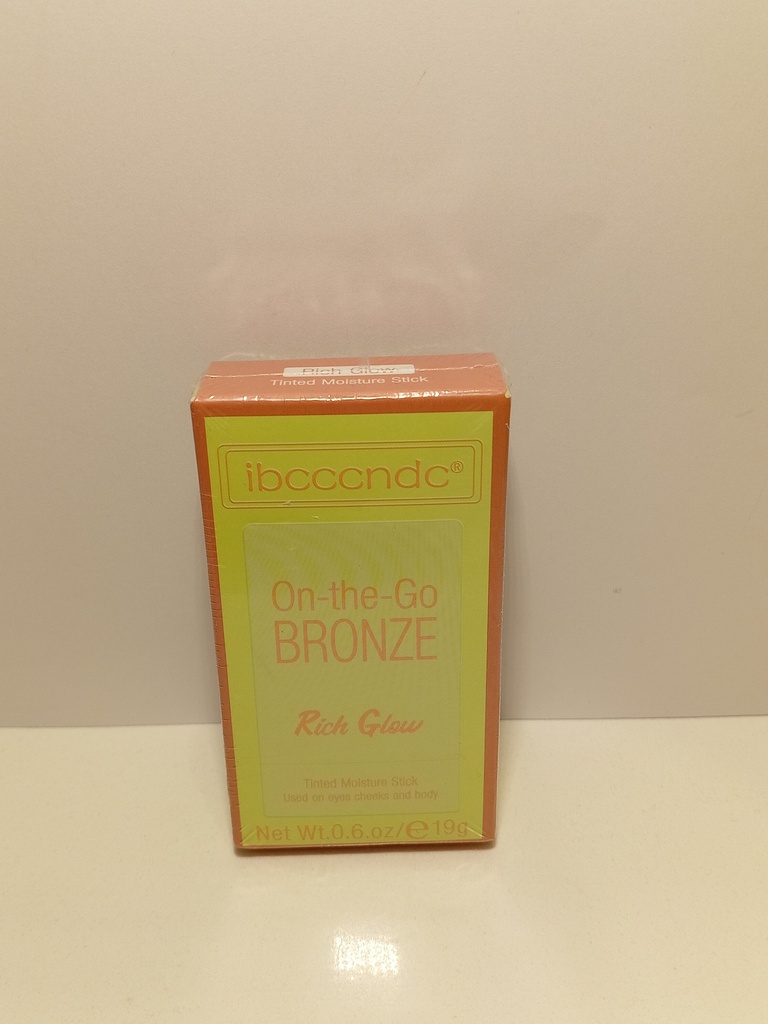 Rich Glow
Tinted Moisture Stick
ibcccndc®
On-the-Go
BRONZE
Rich Glow
Tinted Moisture Stick
Used on eyes cheeks and body
Net Wt.0.6.oz/℮19g